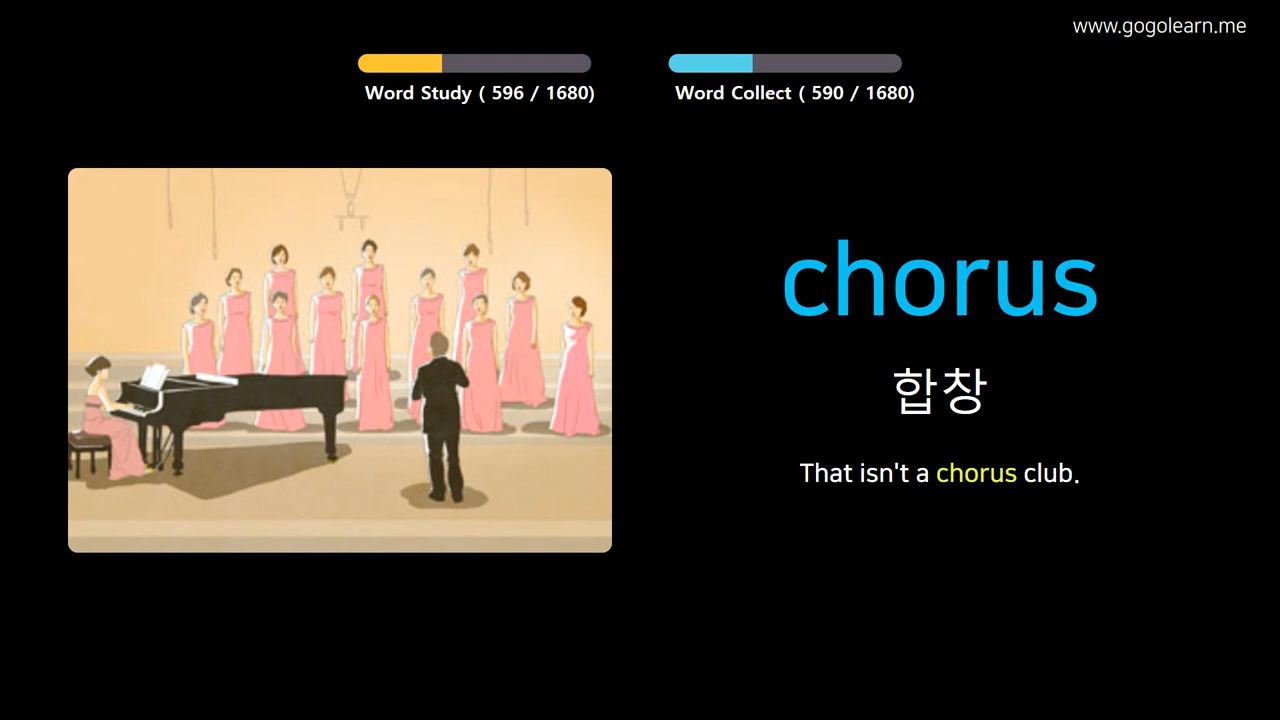 www.gogolearn.me
Word Study ( 596 / 1680)
Word Collect ( 590 / 1680)
chorus
합창
That isn't a chorus club.